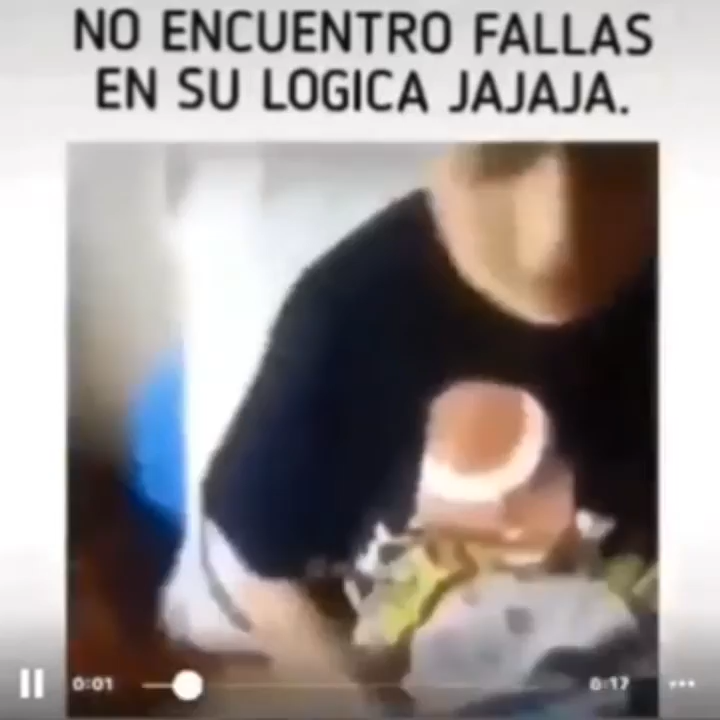 NO ENCUENTRO FALLAS
EN SU LOGICA JAJAJA.
0:01
0:17